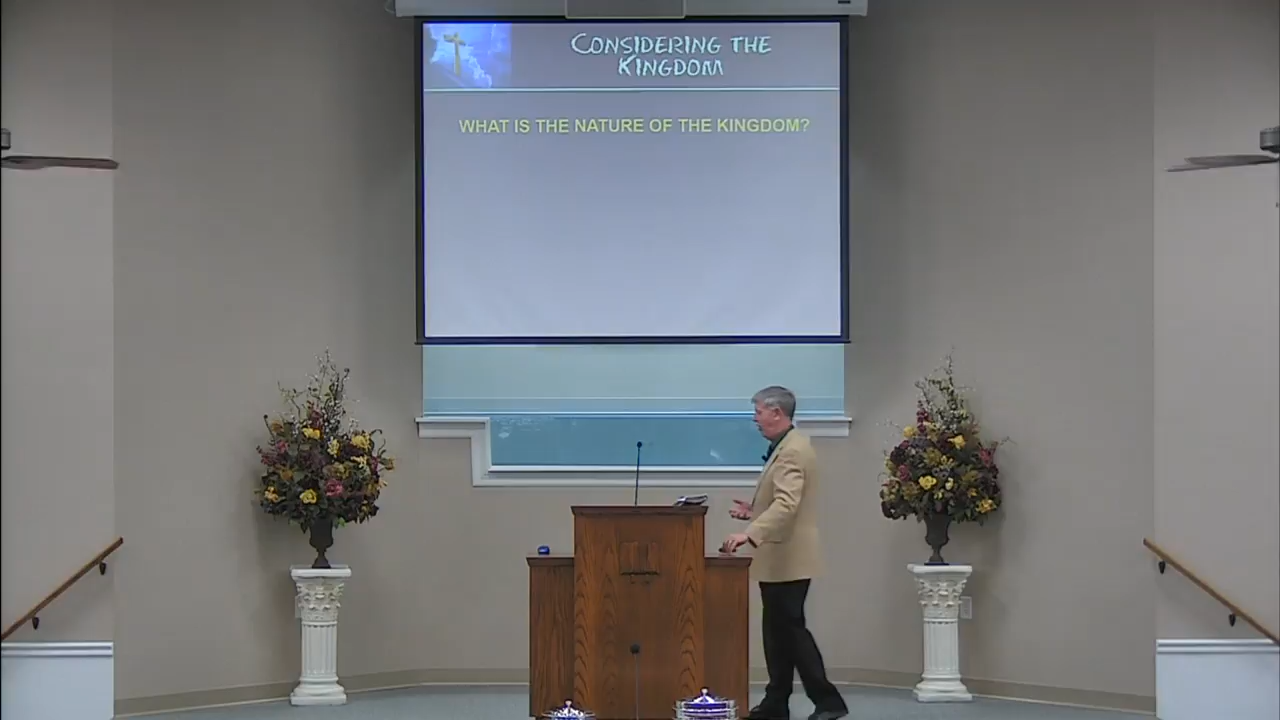 CONSIDERING THE
KINGDOM
WHAT IS THE NATURE OF THE KINGDOM?